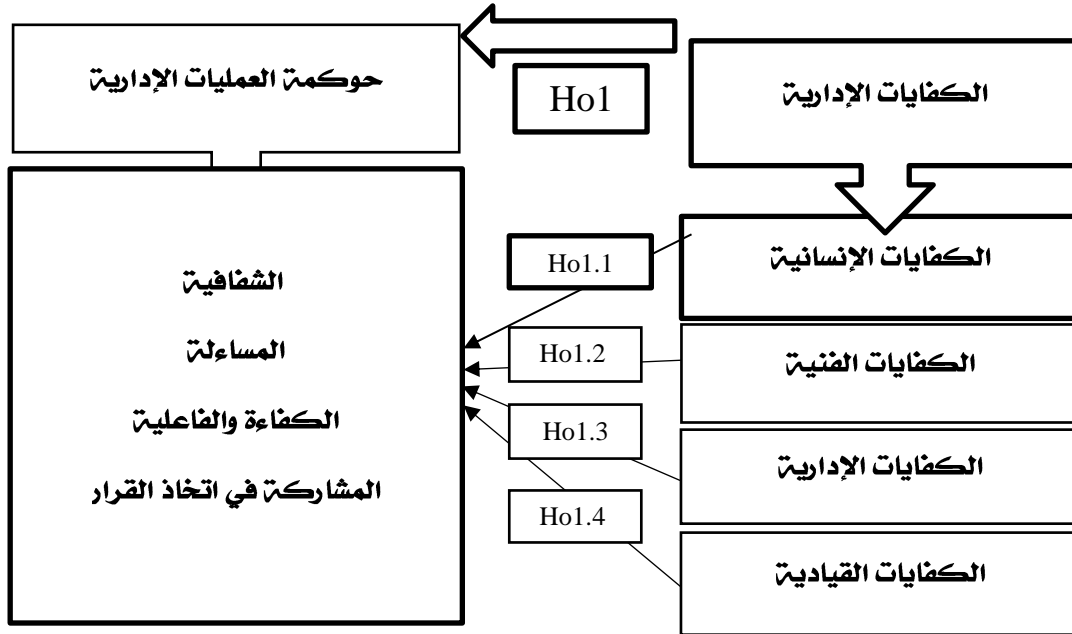 الكفايات الإدارية
Ho1
حوكمة العمليات الإدارية
الكفايات الإنسانية
Ho1.1
الكفايات الفنية
Ho1.2
الكفايات الإدارية
Ho1.3
الكفايات القيادية
Ho1.4
الشفافية
المساءلة
الكفاءة والفاعلية
المشاركة في اتخاذ القرار